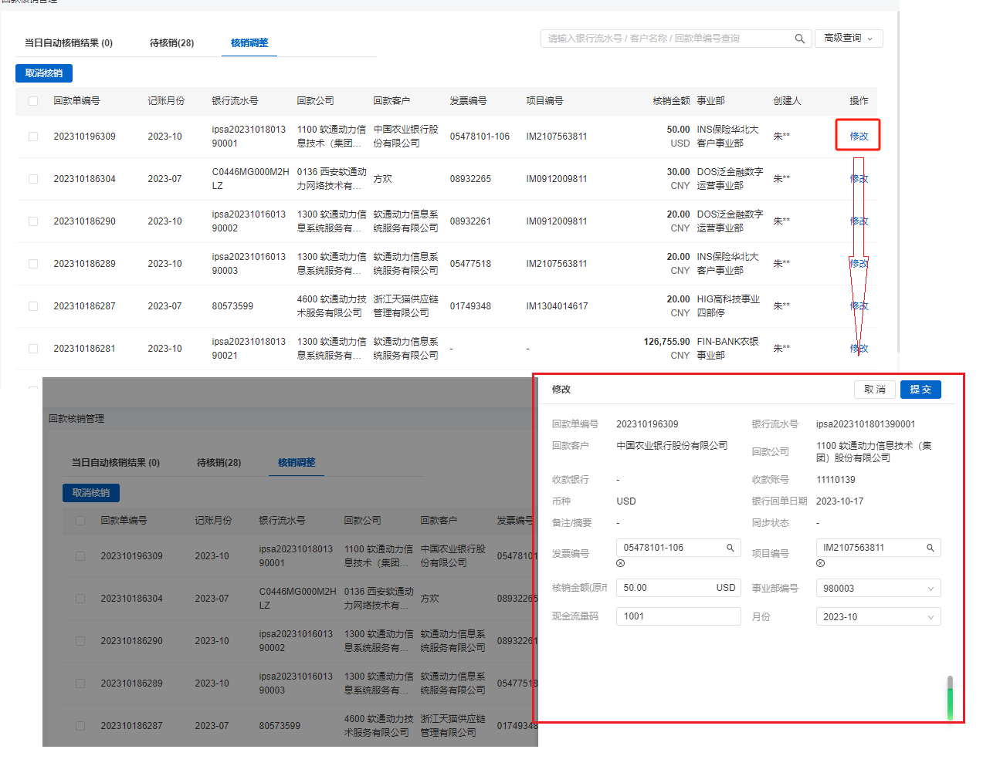 回款核销管理
当日自动核销结果 (0) 待核销(28) 核销调整
请输入银行流水号 / 客户名称 / 回款单编号查询 高级查询
取消核销
回款单编号 记账月份 银行流水号 回款公司 回款客户 发票编号 项目编号 核销金额 事业部 创建人 操作
ipsa20231018013 1100 软通动力信 中国农业银行股 50.00 INS保险华北大
202310196309 2023-10 05478101-106 IM2107563811 朱** 修改
90001 息技术（集团... 份有限公司 USD 客户事业部
C0446MG000M2H 0136 西安软通动 30.00 DOS泛金融数字
202310186304 2023-07 方欢 08932265 IM0912009811 朱** 修改
LZ 力网络技术有... CNY 运营事业部
ipsa20231016013 1300 软通动力信 软通动力信息系 20.00 DOS泛金融数字
202310186290 2023-10 08932261 IM0912009811 朱** 修改
90002 息系统服务有... 统服务有限公司 CNY 运营事业部
ipsa20231016013 1300 软通动力信 软通动力信息系 20.00 INS保险华北大
202310186289 2023-10 05477518 IM2107563811 朱** 修改
90003 息系统服务有... 统服务有限公司 CNY 客户事业部
4600 软通动力技 浙江天猫供应链 20.00 HIG高科技事业
202310186287 2023-07 80573599 01749348 IM1304014617 朱** 修改
术服务有限公司 管理有限公司 CNY 四部停
ipsa20231018013 1300 软通动力信 软通动力信息系 126,755.90 FIN-BANK农银
202310186281 2023-10 - - 朱** 修改
90021 息系统服务有... 统服务有限公司 CNY 事业部
回款核销管理
当日自动核销结果 (0) 待核销(28) 核销调整
取消核销
回款单编号 记账月份 银行流水号 回款公司 回款客户 发票编号
ipsa20231018013 1100 软通动力信 中国农业银行股
202310196309 2023-10 05478101
90001 息技术（集团... 份有限公司
C0446MG000M2H 0136 西安软通动
202310186304 2023-07 方欢 08932265
LZ 力网络技术有...
ipsa20231016013 1300 软通动力信 软通动力信息系
202310186290 2023-10 08932261
90002 息系统服务有... 统服务有限公司
ipsa20231016013 1300 软通动力信 软通动力信息系
202310186289 2023-10 05477518
90003 息系统服务有... 统服务有限公司
4600 软通动力技 浙江天猫供应链
202310186287 2023-07 80573599 01749348
术服务有限公司 管理有限公司
修改 取 消 提 交
回款单编号 202310196309 银行流水号 ipsa2023101801390001
回款客户 中国农业银行股份有限公司 回款公司 1100 软通动力信息技术（集
团）股份有限公司
收款银行 - 收款账号 11110139
币种 USD 银行回单日期 2023-10-17
备注/摘要 - 同步状态 -
发票编号 05478101-106 项目编号 IM2107563811
核销金额(原币 50.00 USD 事业部编号 980003
现金流量码 1001 月份 2023-10